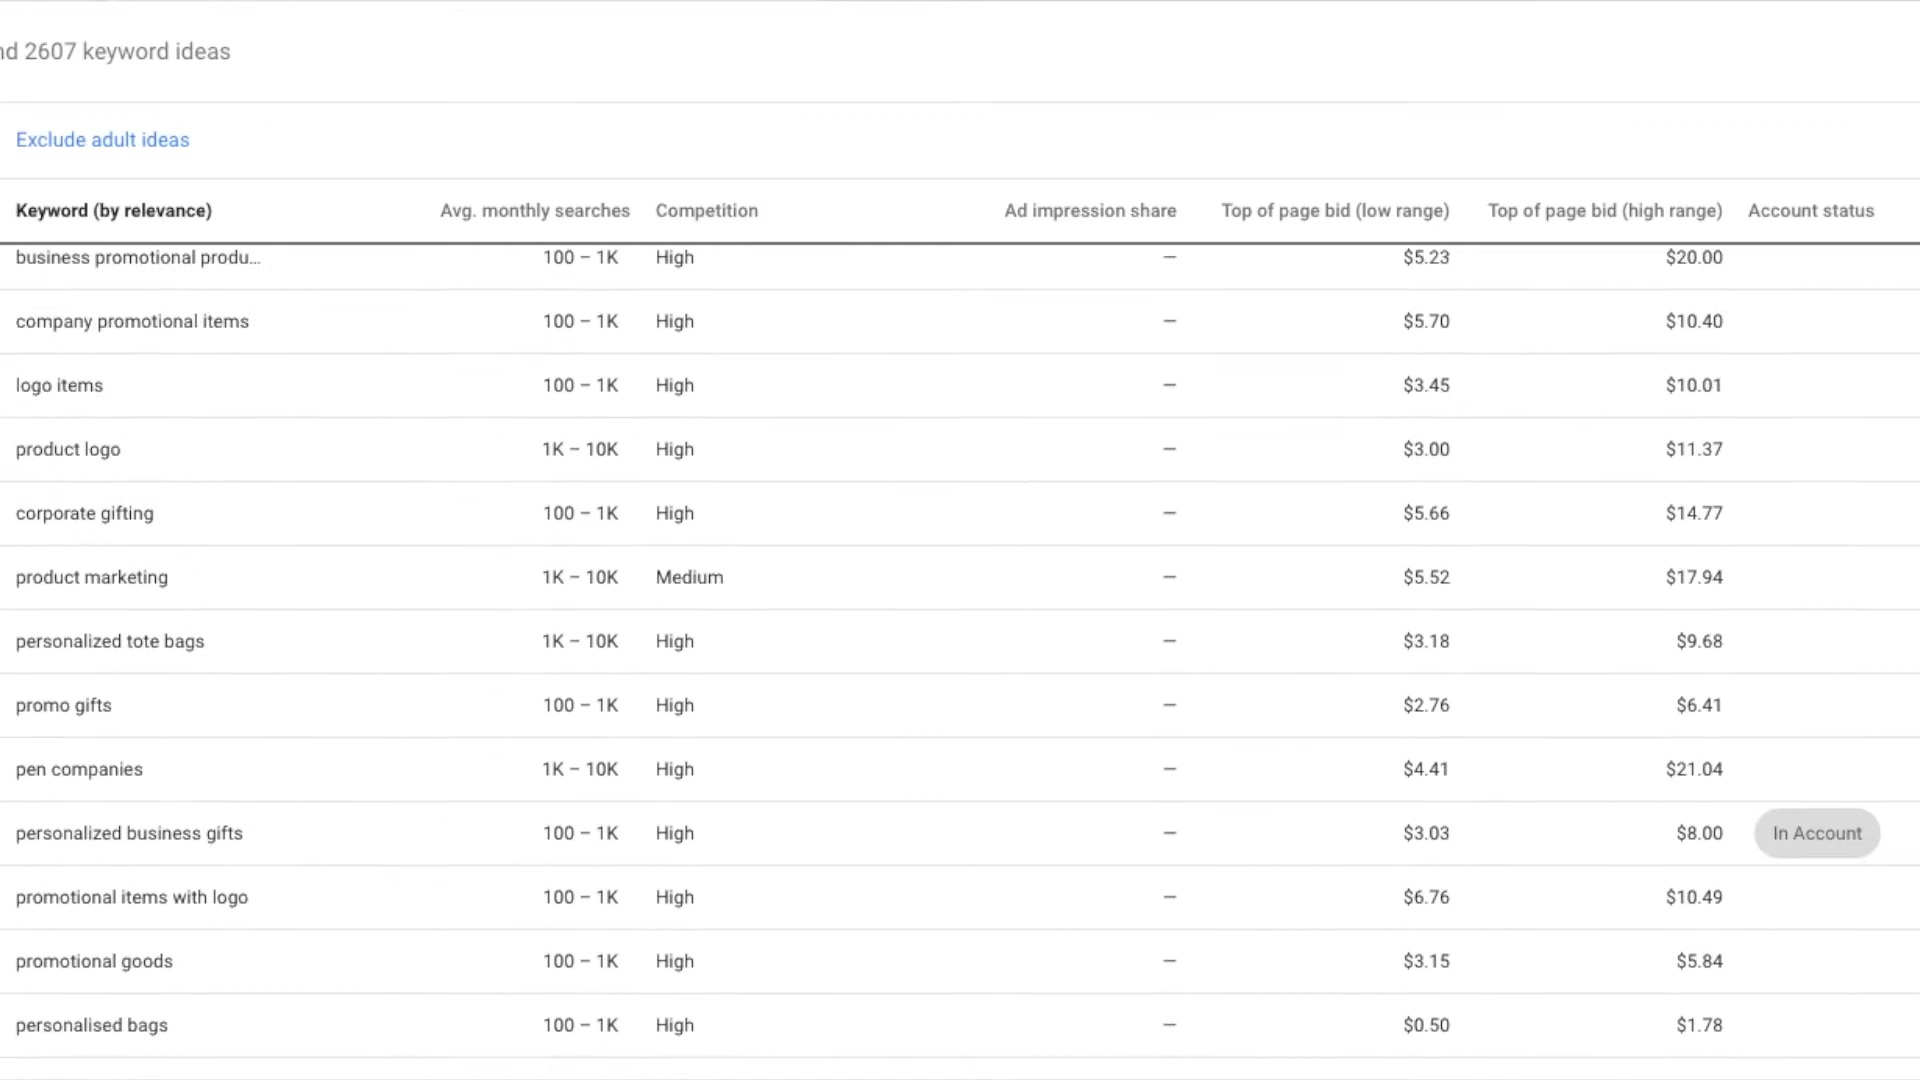 nd 2607 keyword ideas
Exclude adult ideas
Keyword (by relevance) Avg. monthly searches Competition Ad impression share Top of page bid (low range) Top of page bid (high range) Account status
business promotional produ... 100 – 1K High — $5.23 $20.00
company promotional items 100 – 1K High — $5.70 $10.40
logo items 100 – 1K High — $3.45 $10.01
product logo 1K – 10K High — $3.00 $11.37
corporate gifting 100 – 1K High — $5.66 $14.77
product marketing 1K – 10K Medium — $5.52 $17.94
personalized tote bags 1K – 10K High — $3.18 $9.68
promo gifts 100 – 1K High — $2.76 $6.41
pen companies 1K – 10K High — $4.41 $21.04
personalized business gifts 100 – 1K High — $3.03 $8.00 In Account
promotional items with logo 100 – 1K High — $6.76 $10.49
promotional goods 100 – 1K High — $3.15 $5.84
personalised bags 100 – 1K High — $0.50 $1.78